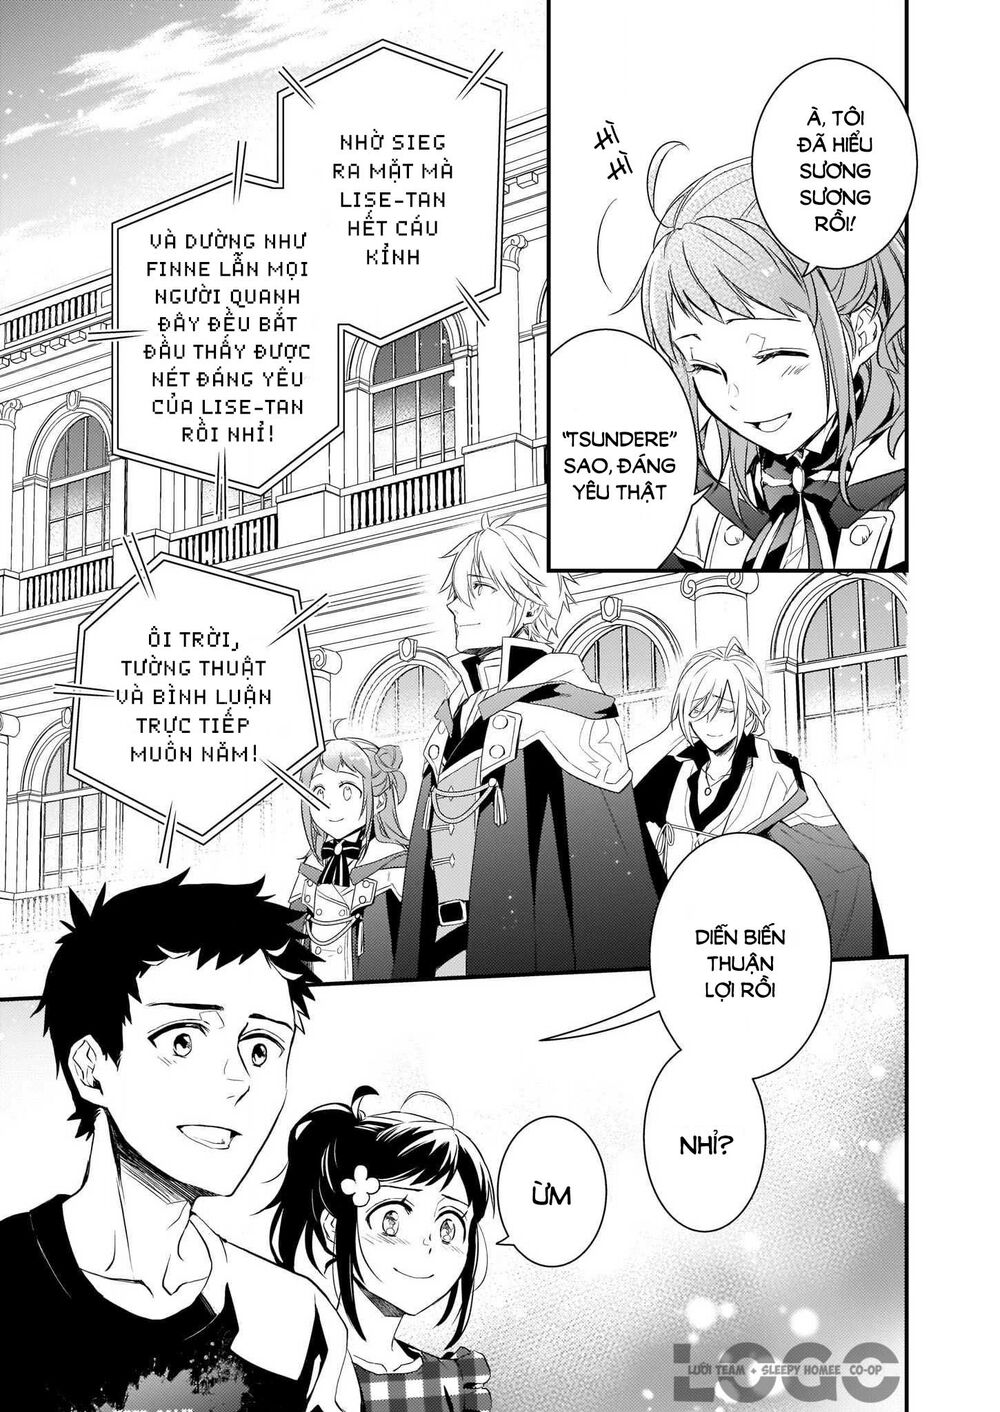 À, TÔI
ĐÃ HIỂU
SƯƠNG
SƯƠNG
RỒI!
“TSUNDERE”
SAO, ĐÁNG
YÊU THẬT
NHỜ SIEG
RA MẶT MÀ
LISE-TAN
HẾT CÁU
KỈNH
VÀ DƯỜNG NHƯ
FINNE LẪN MỌI
NGƯỜI QUANH
ĐÂY ĐỀU BẮT
ĐẦU THẤY ĐƯỢC
NÉT ĐÁNG YÊU
CỦA LISE-TAN
RỒI NHỈ!
ÔI TRỜI,
TƯỜNG THUẬT
VÀ BÌNH LUẬN
TRỰC TIẾP
MUÔN NĂM!
DIỄN BIẾN
THUẬN
LỢI RỒI
NHỈ?
ỪM
LOGO
LƯỜI TEAM + SLEEPY HOMEE CO-OP